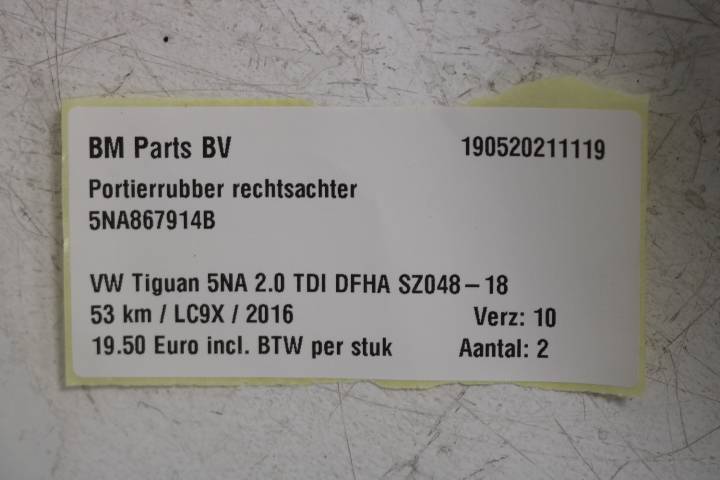 BM Parts BV 190520211119
Portierrubber rechtsachter
5NA867914B
VW Tiguan 5NA 2.0 TDI DFHA SZ048-18
53 km / LC9X / 2016 Verz: 10
19.50 Euro incl. BTW per stuk Aantal: 2